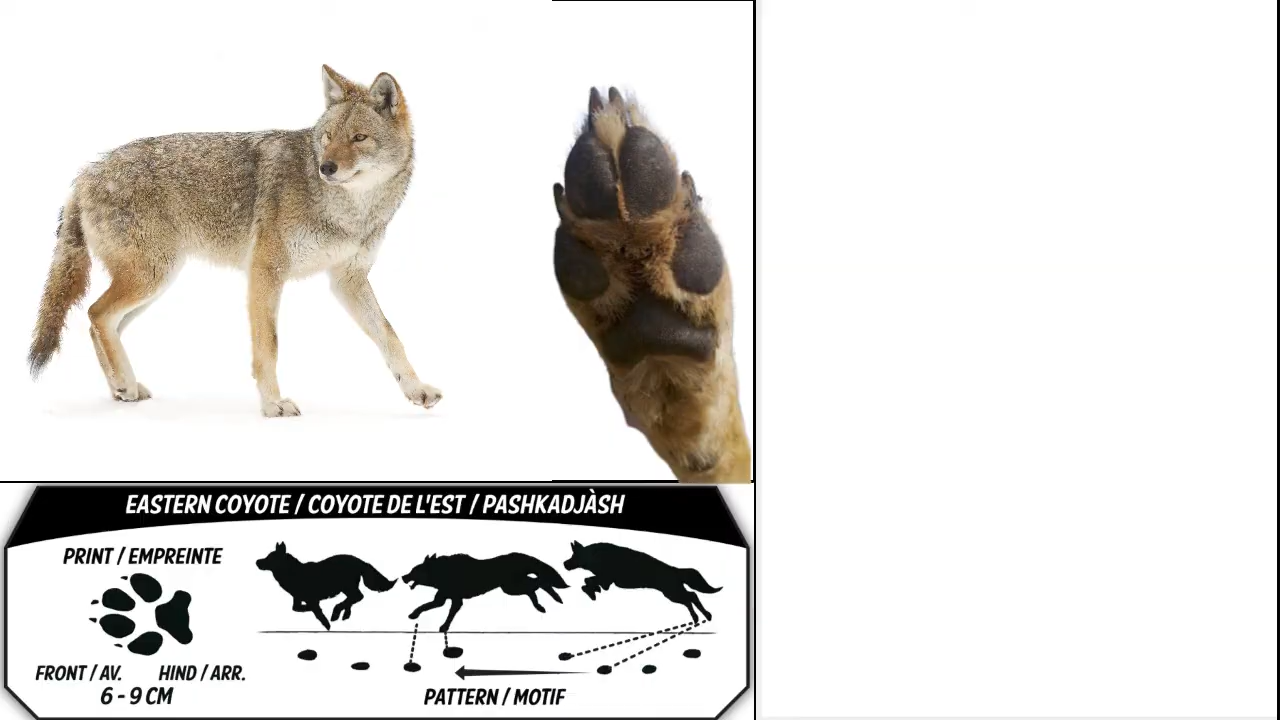 EASTERN COYOTE / COYOTE DE L'EST / PASHKADJÀSH
PRINT / EMPREINTE
FRONT / AV. HIND / ARR.
6 - 9 CM
PATTERN / MOTIF